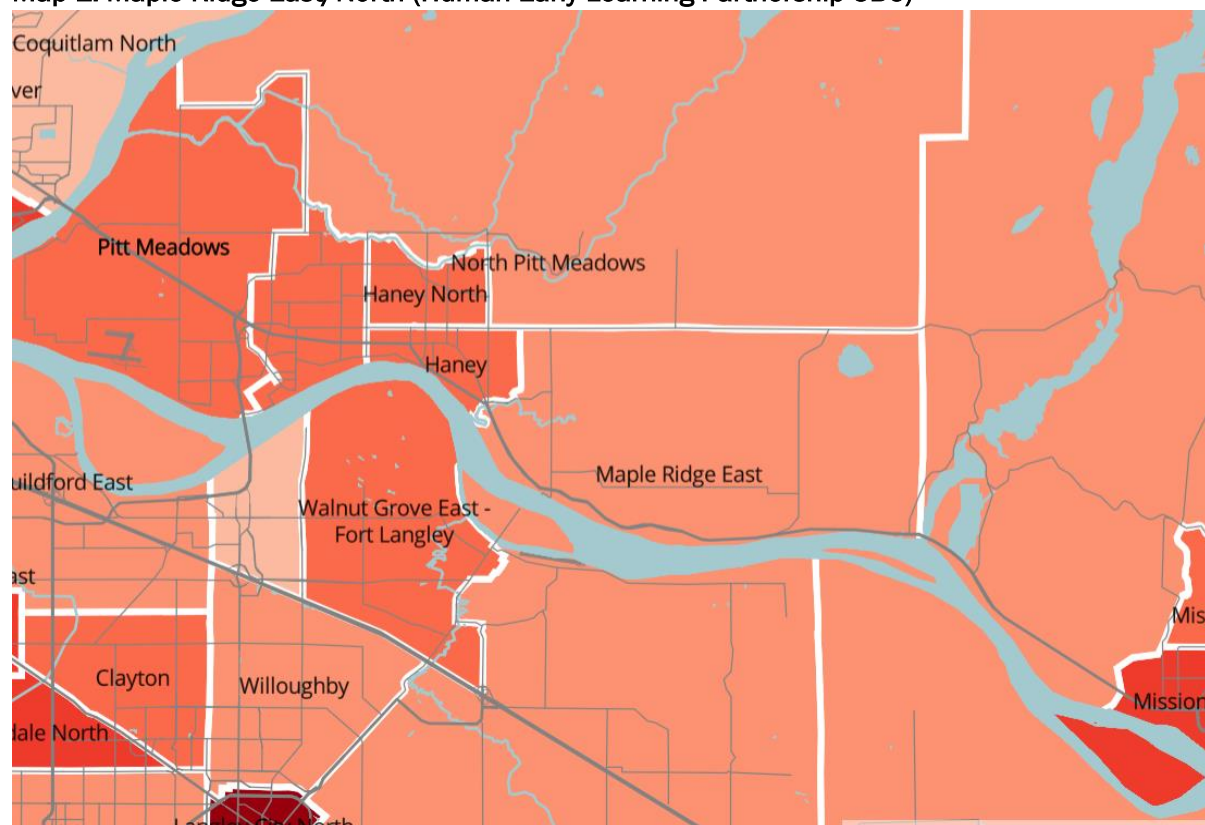 Coquitlam North
ver
Pitt Meadows
North Pitt Meadows
Haney North
Haney
uildford East
Maple Ridge East
Walnut Grove East -
Fort Langley
ast
Mis
Clayton
Willoughby
Mission
dale North